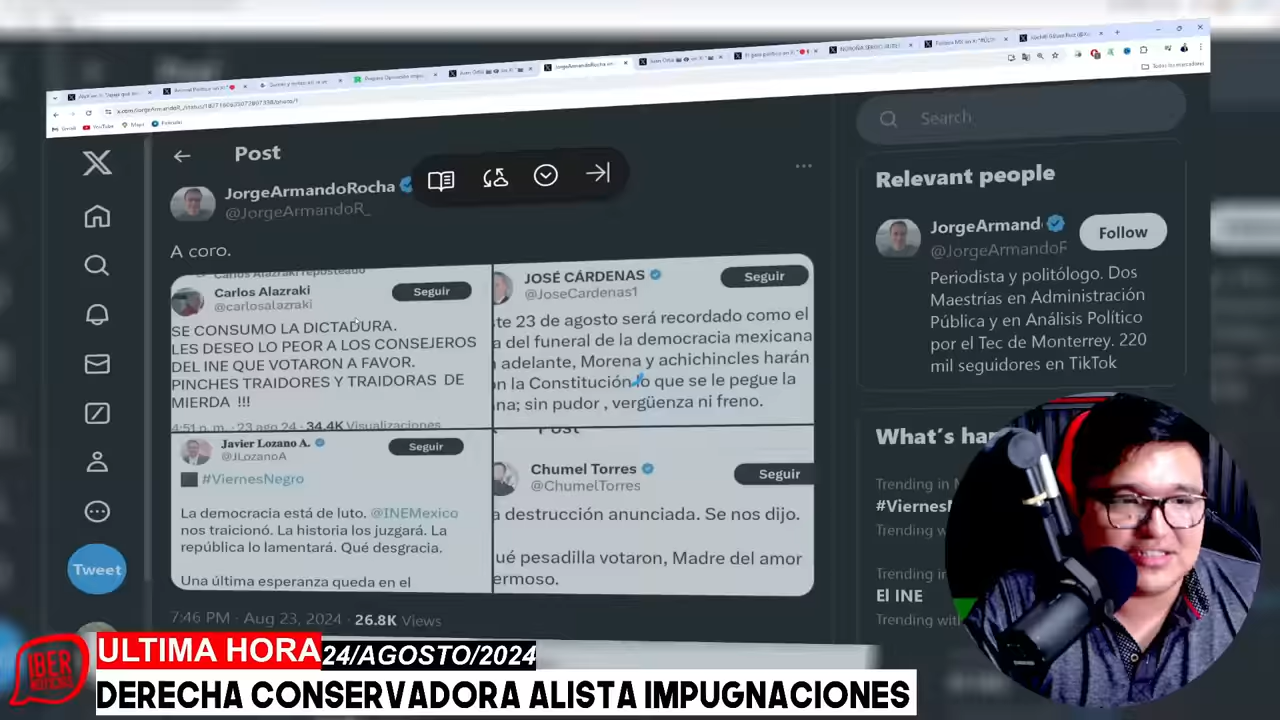 Post
Search
JorgeArmandoRocha
@JorgeArmandoR_
A coro.
Carlos Alazraki
@carlosalazraki
Seguir
SE CONSUMO LA DICTADURA.
LES DESEO LO PEOR A LOS CONSEJEROS
DEL INE QUE VOTARON A FAVOR.
PINCHES TRAIDORES Y TRAIDORAS DE
MIERDA !!!
4:51 p. m. · 23 ago 24 · 34.4K Visualizaciones
JOSÉ CÁRDENAS
@JoseCardenas1
Seguir
te 23 de agosto será recordado como el
del funeral de la democracia mexicana
adelante, Morena y achichincles harán
n la Constitución lo que se le pegue la
na; sin pudor , vergüenza ni freno.
Javier Lozano A.
@JLozanoA
Seguir
#ViernesNegro
La democracia está de luto. @INEMexico
nos traicionó. La historia los juzgará. La
república lo lamentará. Qué desgracia.
Una última esperanza queda en el
Post
Chumel Torres
@ChumelTorres
Seguir
a destrucción anunciada. Se nos dijo.
ué pesadilla votaron, Madre del amor
ermoso.
7:46 PM · Aug 23, 2024 · 26.8K Views
Tweet
Relevant people
JorgeArmand
@JorgeArmandoR
Follow
Periodista y politólogo. Dos
Maestrías en Administración
Pública y en Análisis Político
por el Tec de Monterrey. 220
mil seguidores en TikTok
What's ha
Trending in
#Viernes
Trending w
Trending in
El INE
Trending with
IBER
NOTICIAS
ULTIMA HORA
24/AGOSTO/2024
DERECHA CONSERVADORA ALISTA IMPUGNACIONES